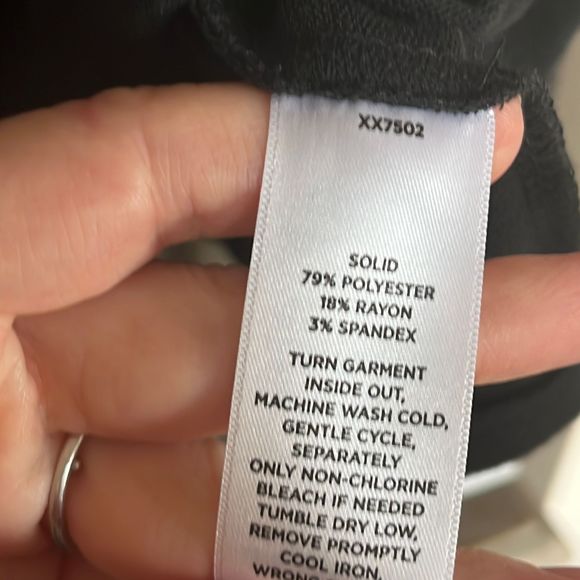 XX7502
SOLID
79% POLYESTER
18% RAYON
3% SPANDEX
TURN GARMENT
INSIDE OUT,
MACHINE WASH COLD,
GENTLE CYCLE,
SEPARATELY
ONLY NON-CHLORINE
BLEACH IF NEEDED
TUMBLE DRY LOW,
REMOVE PROMPTLY
COOL IRON,